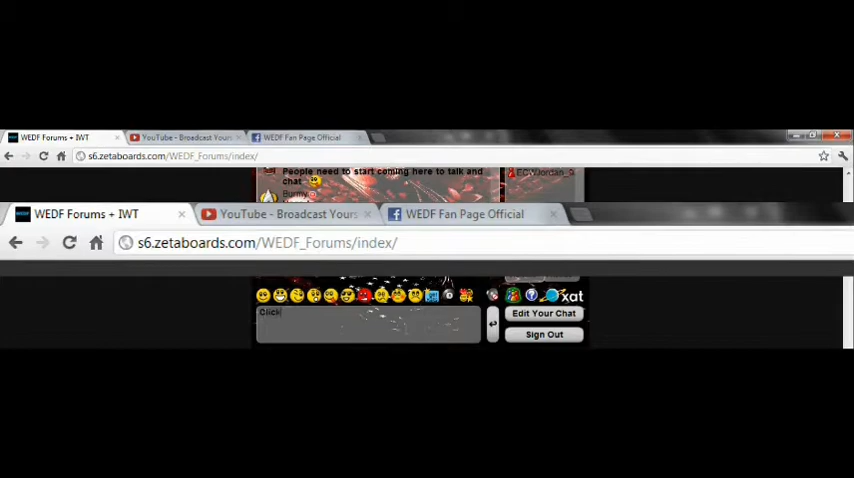 WEDF Forums + IWT
YouTube - Broadcast Yours
WEDF Fan Page Official
s6.zetaboards.com/WEDF_Forums/index/
People need to start coming here to talk and
chat
Burmy
WEDF Forums + IWT
YouTube - Broadcast Yours
WEDF Fan Page Official
s6.zetaboards.com/WEDF_Forums/index/
xat
Click
Edit Your Chat
Sign Out